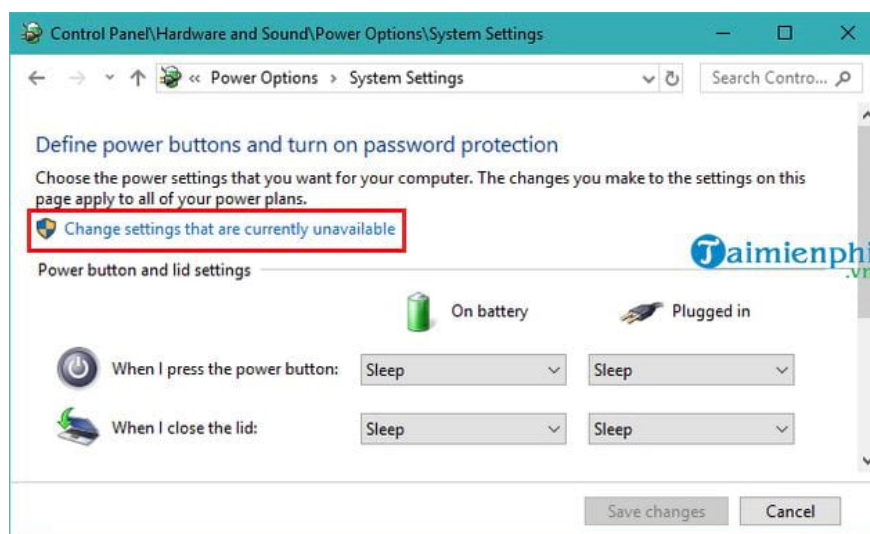 Control Panel\Hardware and Sound\Power Options\System Settings
« Power Options › System Settings
Search Contro...
Define power buttons and turn on password protection
Choose the power settings that you want for your computer. The changes you make to the settings on this
page apply to all of your power plans.
Change settings that are currently unavailable
Taimienphi
.vn
Power button and lid settings
On battery Plugged in
When I press the power button: Sleep Sleep
When I close the lid: Sleep Sleep
Save changes Cancel